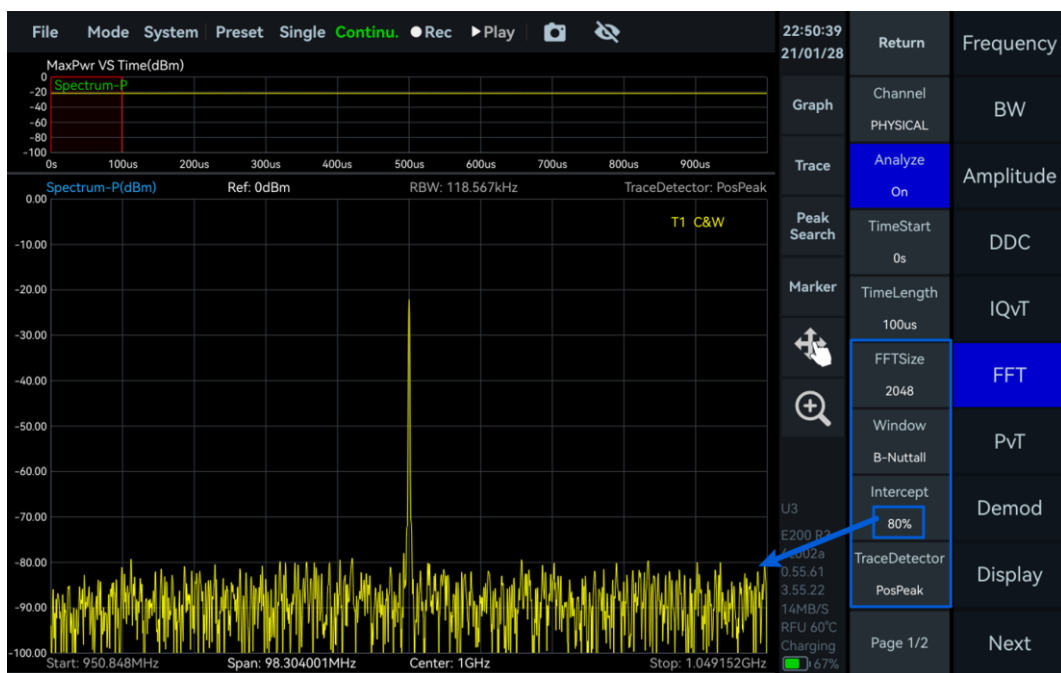 File Mode System Preset Single Continu. Rec Play
MaxPwr VS Time(dBm)
Spectrum-P
0
-20
-40
-60
-80
-100
0s 100us 200us 300us 400us 500us 600us 700us 800us 900us
Spectrum-P(dBm) Ref: 0dBm RBW: 118.567kHz TraceDetector: PosPeak
T1 C&W
0.00
-10.00
-20.00
-30.00
-40.00
-50.00
-60.00
-70.00
-80.00
-90.00
-100.00
Start: 950.848MHz Span: 98.304001MHz Center: 1GHz Stop: 1.049152GHz
22:50:39
21/01/28
Graph
Trace
Peak
Search
Marker
U3
E200
0.55.61
3.55.22
14MB/S
RFU 60°C
Charging
67%
Return
Channel
PHYSICAL
Analyze
On
TimeStart
0s
TimeLength
100us
FFTSize
2048
Window
B-Nuttall
Intercept
80%
TraceDetector
PosPeak
Page 1/2
Frequency
BW
Amplitude
DDC
IQvT
FFT
PvT
Demod
Display
Next